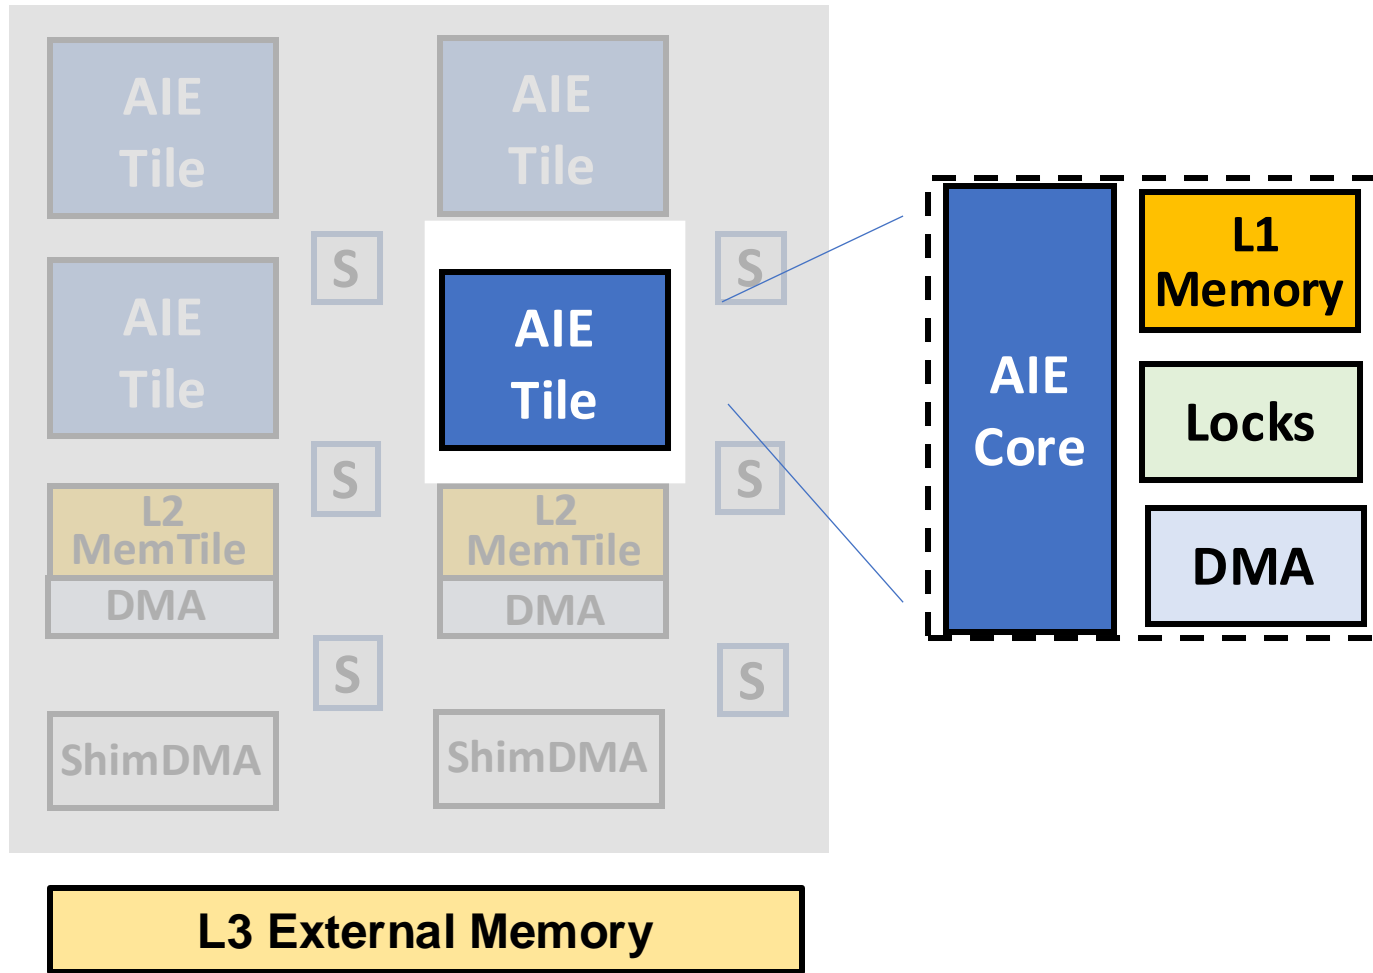 AIE
Tile
AIE
Tile
S
S
AIE
Tile
AIE
Tile
S
S
L2
MemTile
DMA
L2
MemTile
DMA
S
S
ShimDMA
ShimDMA
L3 External Memory
AIE
Core
L1
Memory
Locks
DMA